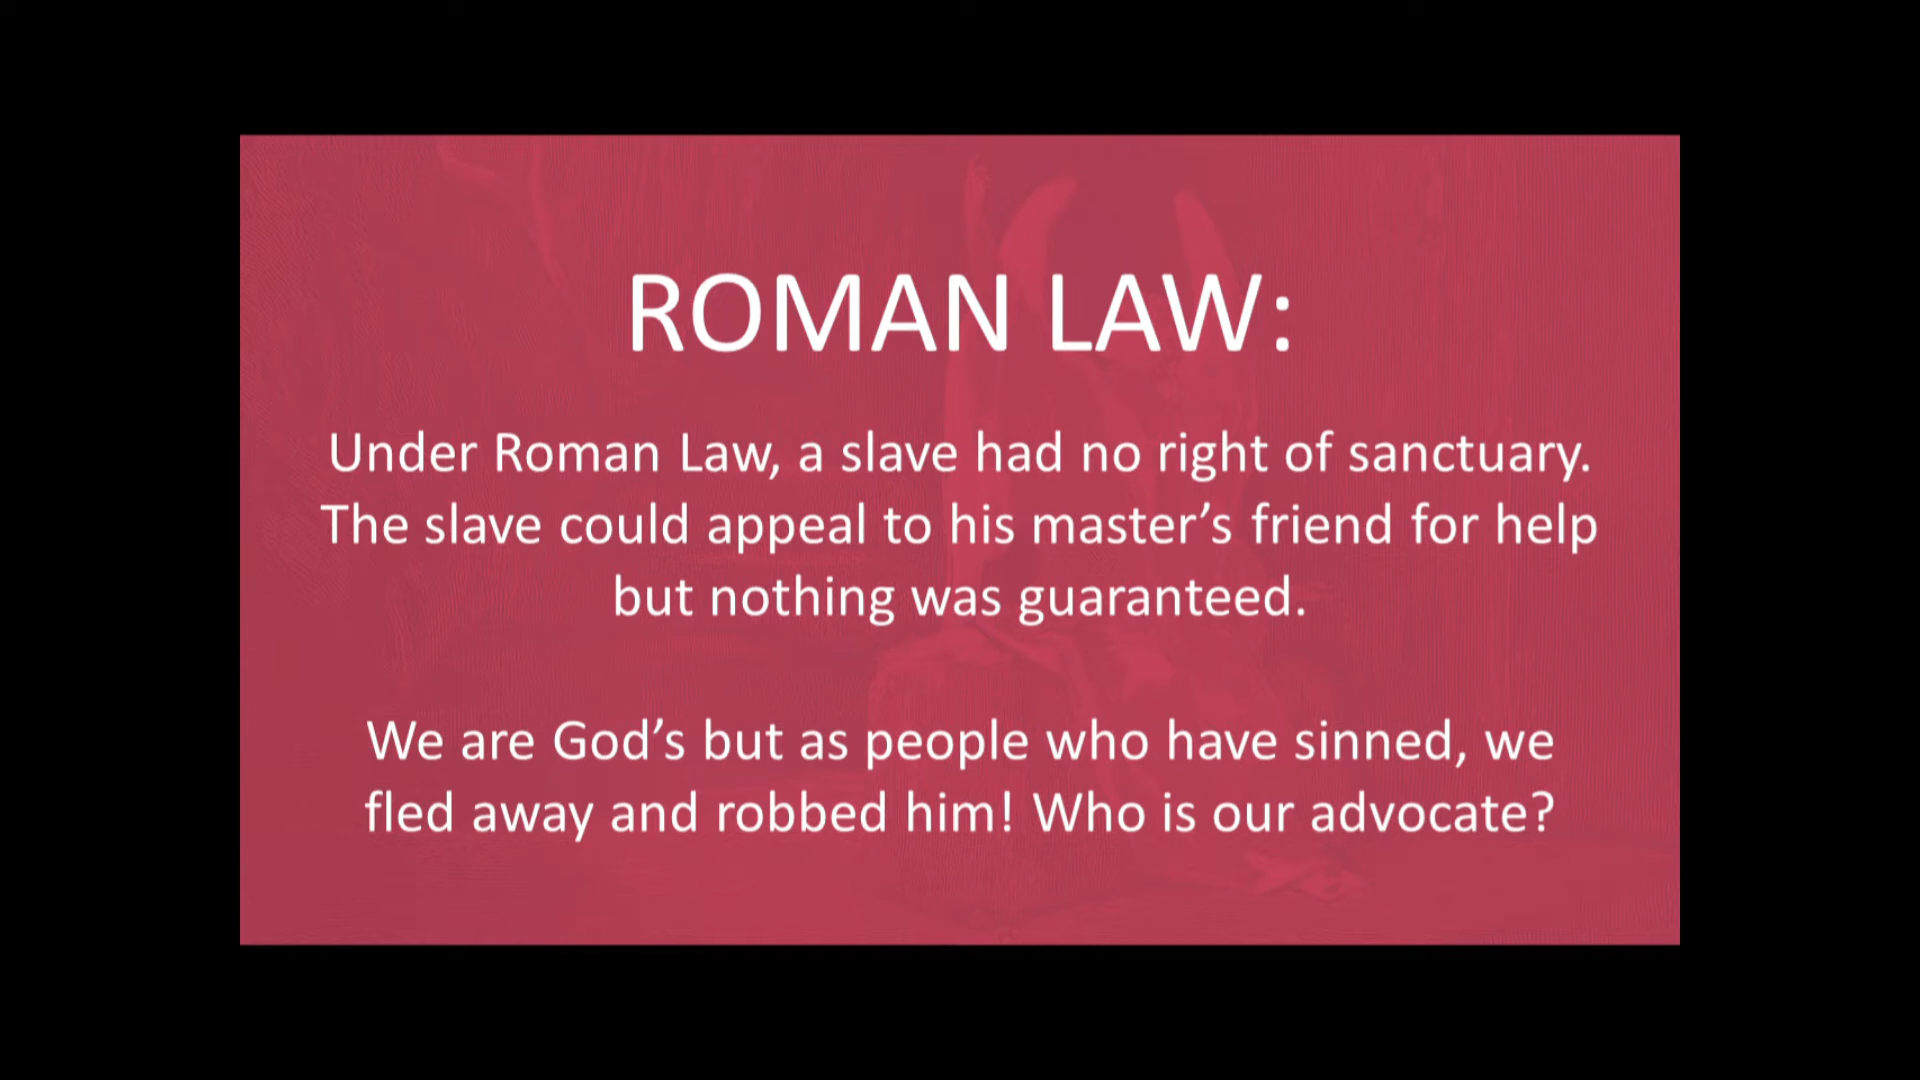 ROMAN LAW:
Under Roman Law, a slave had no right of sanctuary.
The slave could appeal to his master’s friend for help
but nothing was guaranteed.
We are God’s but as people who have sinned, we
fled away and robbed him! Who is our advocate?